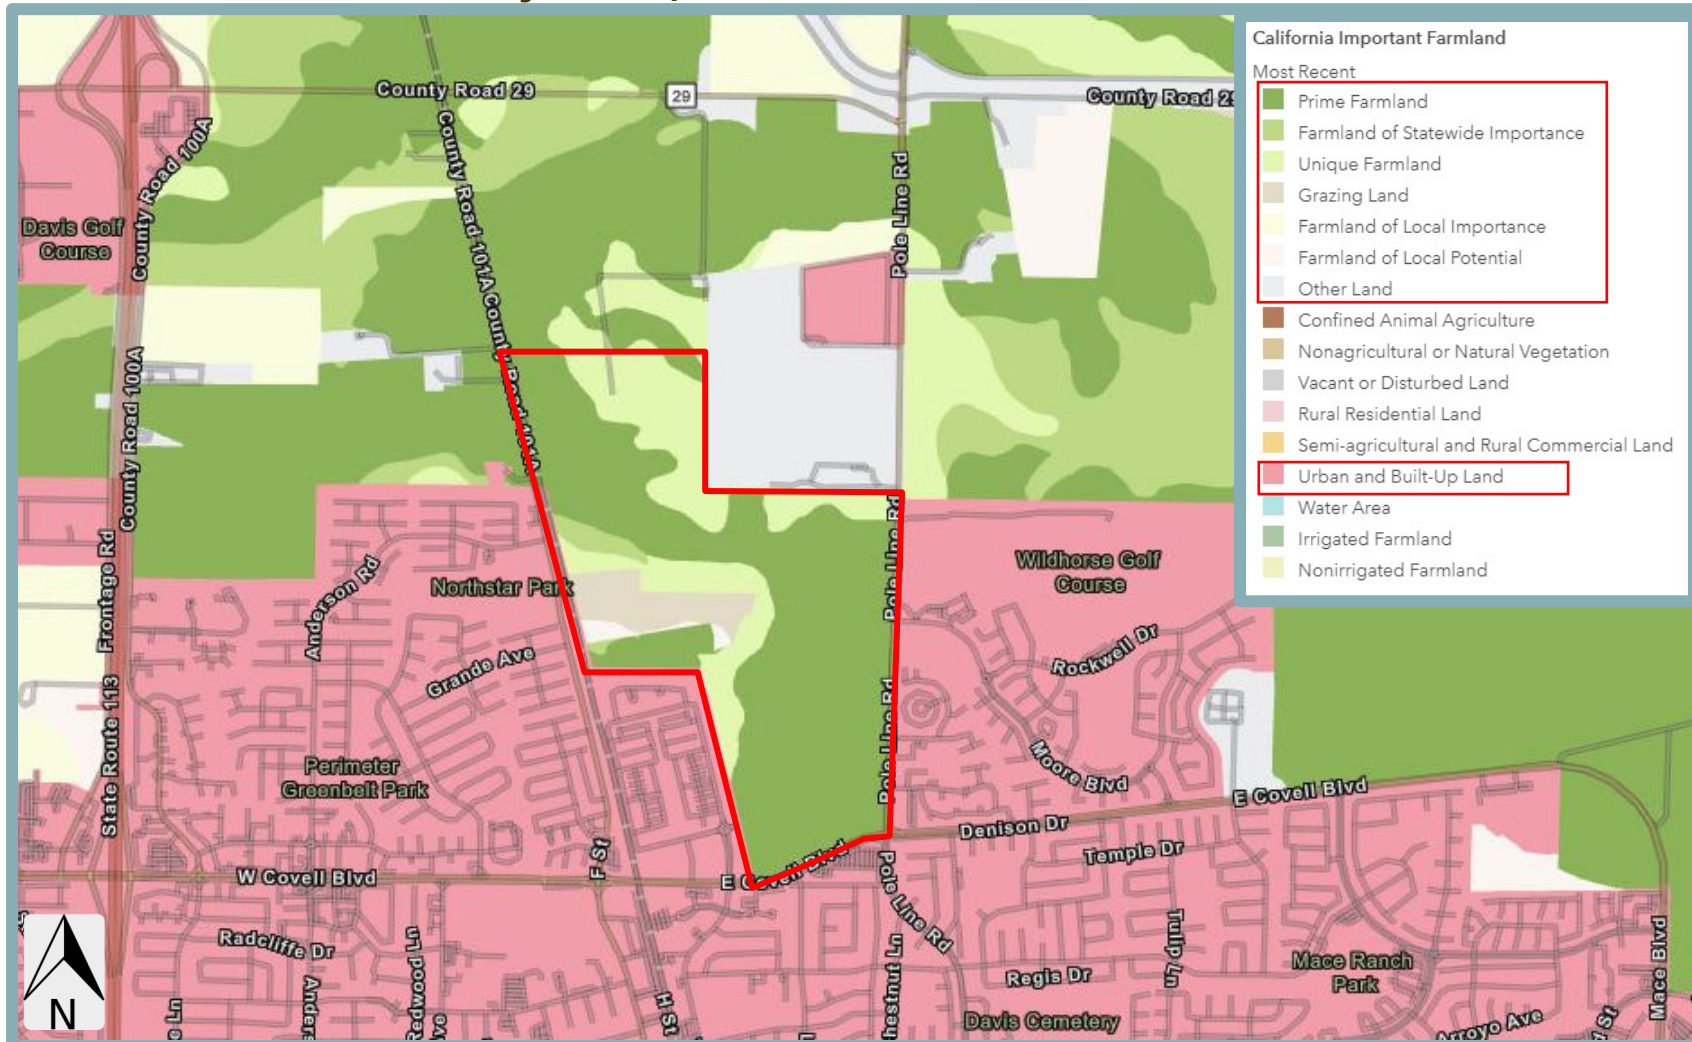 California Important Farmland
Most Recent
Prime Farmland
Farmland of Statewide Importance
Unique Farmland
Grazing Land
Farmland of Local Importance
Farmland of Local Potential
Other Land
Confined Animal Agriculture
Nonagricultural or Natural Vegetation
Vacant or Disturbed Land
Rural Residential Land
Semi-agricultural and Rural Commercial Land
Urban and Built-Up Land
Water Area
Irrigated Farmland
Nonirrigated Farmland
County Road 29
29
County Road 29
County Road 100A
County Road 101A
County Road 101A
Pole Line Rd
Davis Golf
Course
County Road 100A
Pole Line Rd
Frontage Rd
Anderson Rd
Northstar Park
Wildhorse Golf
Course
Grande Ave
Rockwell Dr
State Route 113
Perimeter
Greenbelt Park
Pole Line Rd
Moore Blvd
E Covell Blvd
Denison Dr
Temple Dr
F St
W Covell Blvd
E Covell Blvd
Pole Line Rd
Radcliffe Dr
Redwood Ln
Tulip Ln
Mace Blvd
Mace Ranch
Park
Regis Dr
H St
Davis Cemetery
Arroyo Ave
N